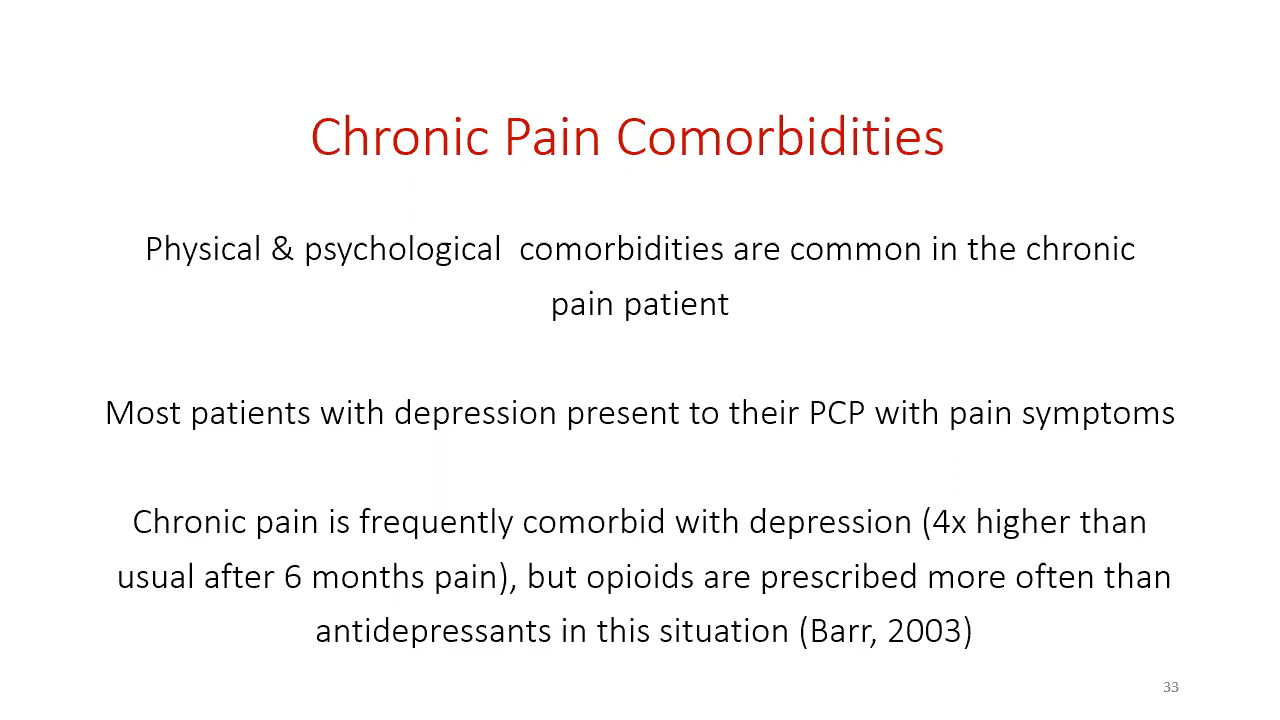 Chronic Pain Comorbidities
Physical & psychological  comorbidities are common in the chronic
pain patient
Most patients with depression present to their PCP with pain symptoms
Chronic pain is frequently comorbid with depression (4x higher than
usual after 6 months pain), but opioids are prescribed more often than
antidepressants in this situation (Barr, 2003)
33